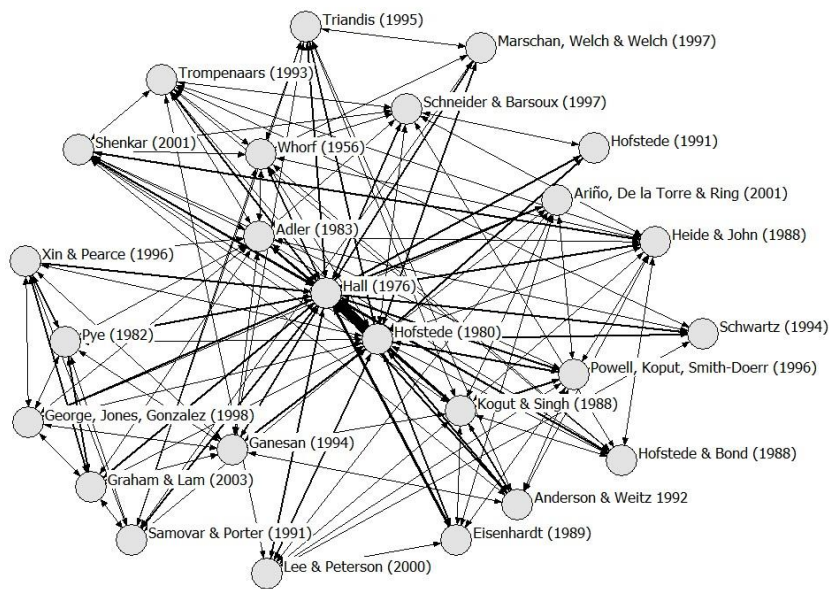 Triandis (1995)
Marschan, Welch & Welch (1997)
Trompenaars (1993)
Schneider & Barsoux (1997)
Shenkar (2001)
Whorf (1956)
Hofstede (1991)
Ariño, De la Torre & Ring (2001)
Adler (1983)
Heide & John (1988)
Xin & Pearce (1996)
Hall (1976)
Hofstede (1980)
Schwartz (1994)
Pye (1982)
Powell, Koput, Smith-Doerr (1996)
Kogut & Singh (1988)
George, Jones, Gonzalez (1998)
Ganesan (1994)
Hofstede & Bond (1988)
Graham & Lam (2003)
Anderson & Weitz 1992
Samovar & Porter (1991)
Eisenhardt (1989)
Lee & Peterson (2000)